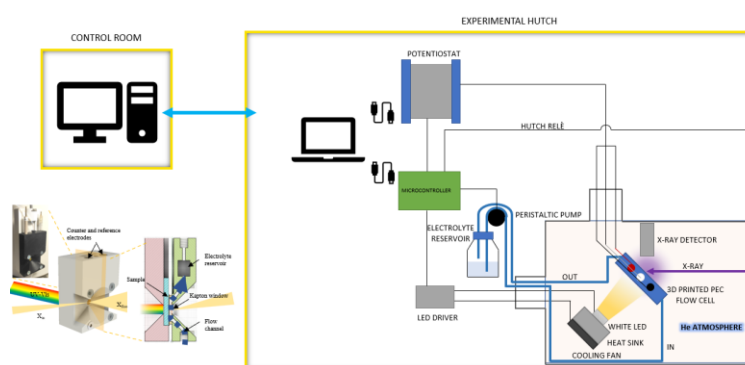 EXPERIMENTAL HUTCH
CONTROL ROOM
POTENTIOSTAT
HUTCH RELÈ
MICROCONTROLLER
PERISTALTIC PUMP
ELECTROLYTE
RESERVOIR
X-RAY DETECTOR
X-RAY
OUT
3D PRINTED PEC
FLOW CELL
LED DRIVER
WHITE LED
HEAT SINK
COOLING FAN
He ATMOSPHERE
IN
Counter and reference
electrodes
Sample
Electrolyte
reservoir
Kapton window
Flow
channel